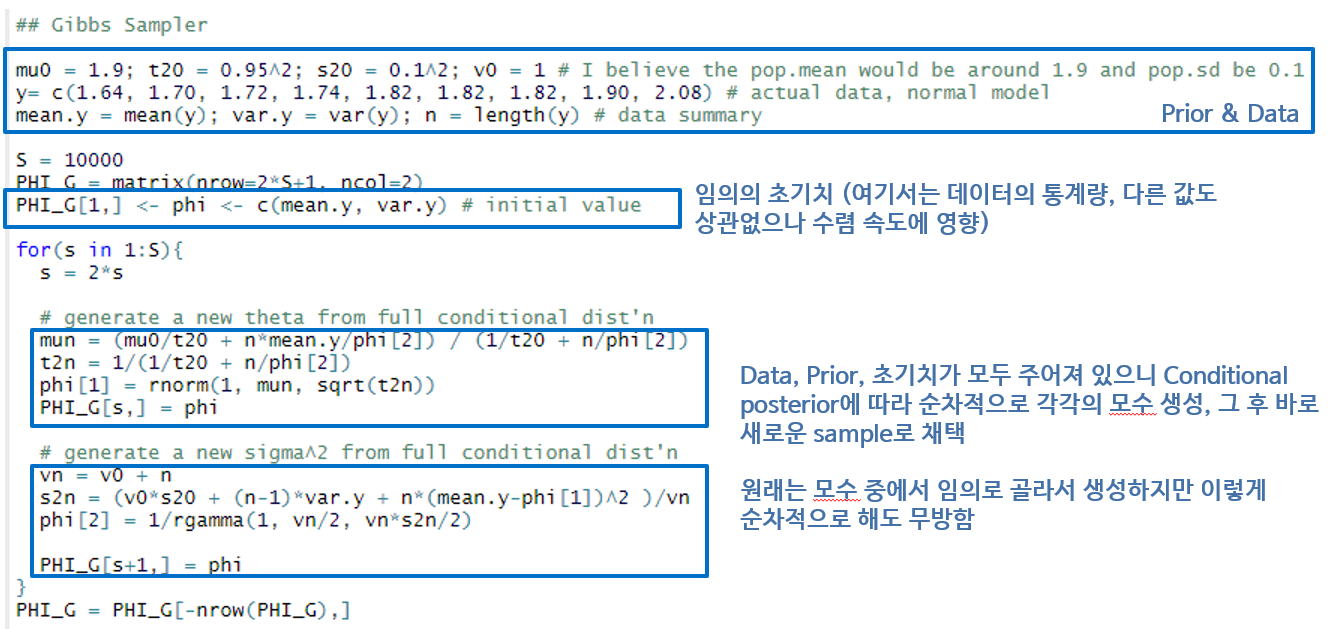 ## Gibbs Sampler
mu0 = 1.9; t20 = 0.95^2; s20 = 0.1^2; v0 = 1 # I believe the pop.mean would be around 1.9 and pop.sd be 0.1
y= c(1.64, 1.70, 1.72, 1.74, 1.82, 1.82, 1.82, 1.90, 2.08) # actual data, normal model
mean.y = mean(y); var.y = var(y); n = length(y) # data summary
Prior & Data
S = 10000
PHI_G = matrix(nrow=2*S+1, ncol=2)
PHI_G[1,] <- phi <- c(mean.y, var.y) # initial value
임의의 초기치 (여기서는 데이터의 통계량, 다른 값도
상관없으나 수렴 속도에 영향)
for(s in 1:S){
s = 2*s
# generate a new theta from full conditional dist'n
mun = (mu0/t20 + n*mean.y/phi[2]) / (1/t20 + n/phi[2])
t2n = 1/(1/t20 + n/phi[2])
phi[1] = rnorm(1, mun, sqrt(t2n))
PHI_G[s,] = phi
Data, Prior, 초기치가 모두 주어져 있으니 Conditional
posterior에 따라 순차적으로 각각의 모수 생성, 그 후 바로
새로운 sample로 채택
# generate a new sigma^2 from full conditional dist'n
vn = v0 + n
s2n = (v0*s20 + (n-1)*var.y + n*(mean.y-phi[1])^2 )/vn
phi[2] = 1/rgamma(1, vn/2, vn*s2n/2)
원래는 모수 중에서 임의로 골라서 생성하지만 이렇게
순차적으로 해도 무방함
PHI_G[s+1,] = phi
}
PHI_G = PHI_G[-nrow(PHI_G),]